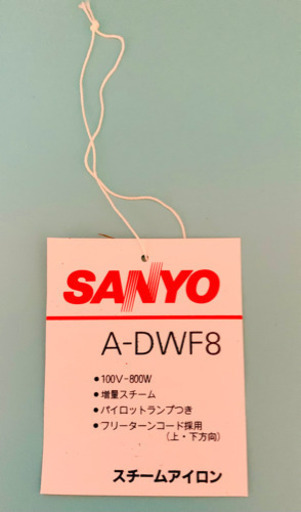 SANYO
A-DWF8
●100V-800W
●増量スチーム
●パイロットランプつき
●フリーターンコード採用
(上・下方向)
スチームアイロン